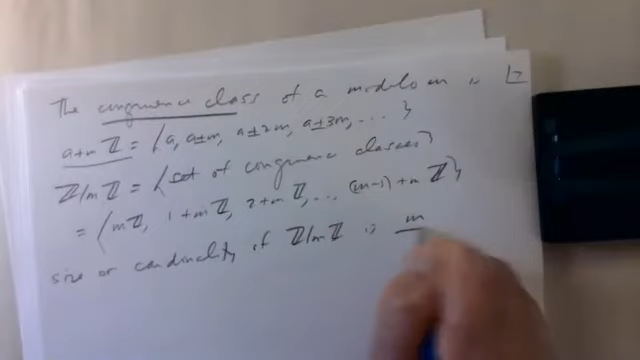 The congruence class of a modulo m is
a+mℤ = {a, a±m, a±2m, a±3m, ... }
ℤ/mℤ = {set of congruence classes}
= {mℤ, 1+mℤ, 2+mℤ, ... (m-1)+mℤ}
size or cardinality of ℤ/mℤ is m